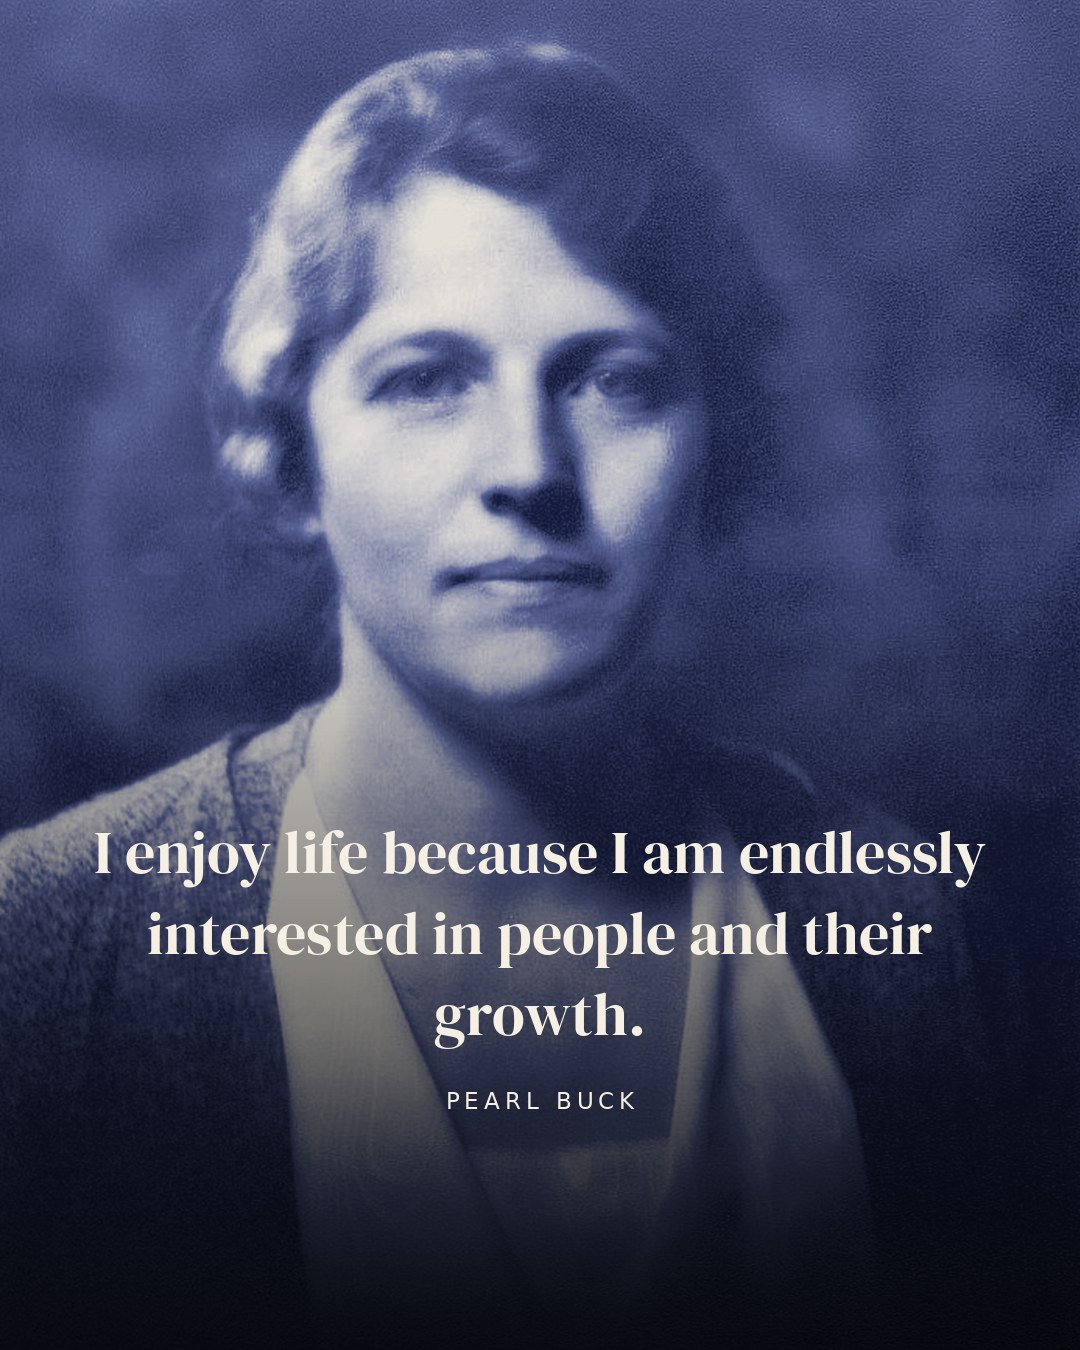 I enjoy life because I am endlessly
interested in people and their
growth.
PEARL BUCK